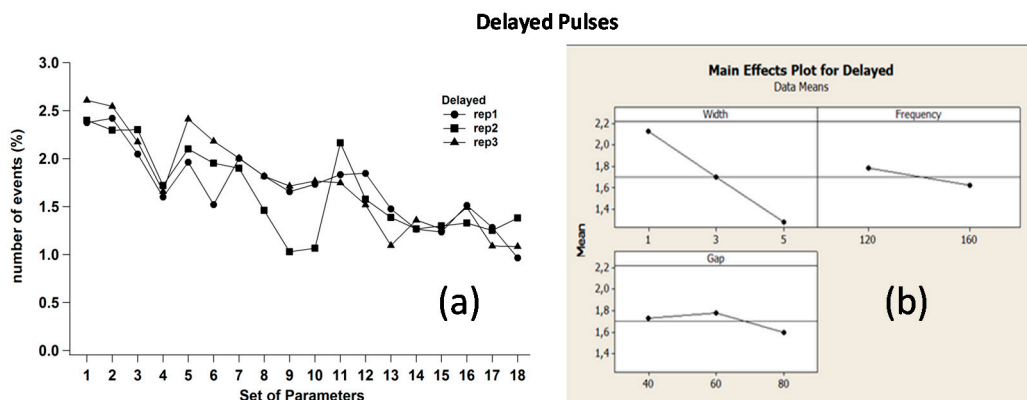 Delayed Pulses
3.0
2.5
2.0
1.5
1.0
0.5
0.0
number of events (%)
Delayed
rep1
rep2
rep3
(a)
1 2 3 4 5 6 7 8 9 10 11 12 13 14 15 16 17 18
Set of Parameters
Main Effects Plot for Delayed
Data Means
Width Frequency
2,2
2,0
1,8
1,6
1,4
1 3 5 120 160
Mean
Gap
2,2
2,0
1,8
1,6
1,4
40 60 80
(b)